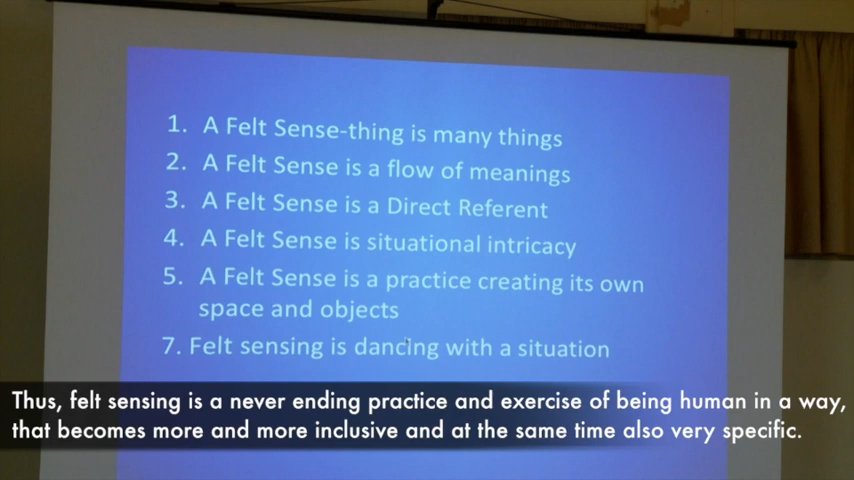 1. A Felt Sense-thing is many things
2. A Felt Sense is a flow of meanings
3. A Felt Sense is a Direct Referent
4. A Felt Sense is situational intricacy
5. A Felt Sense is a practice creating its own
space and objects
7. Felt sensing is dancing with a situation
Thus, felt sensing is a never ending practice and exercise of being human in a way,
that becomes more and more inclusive and at the same time also very specific.